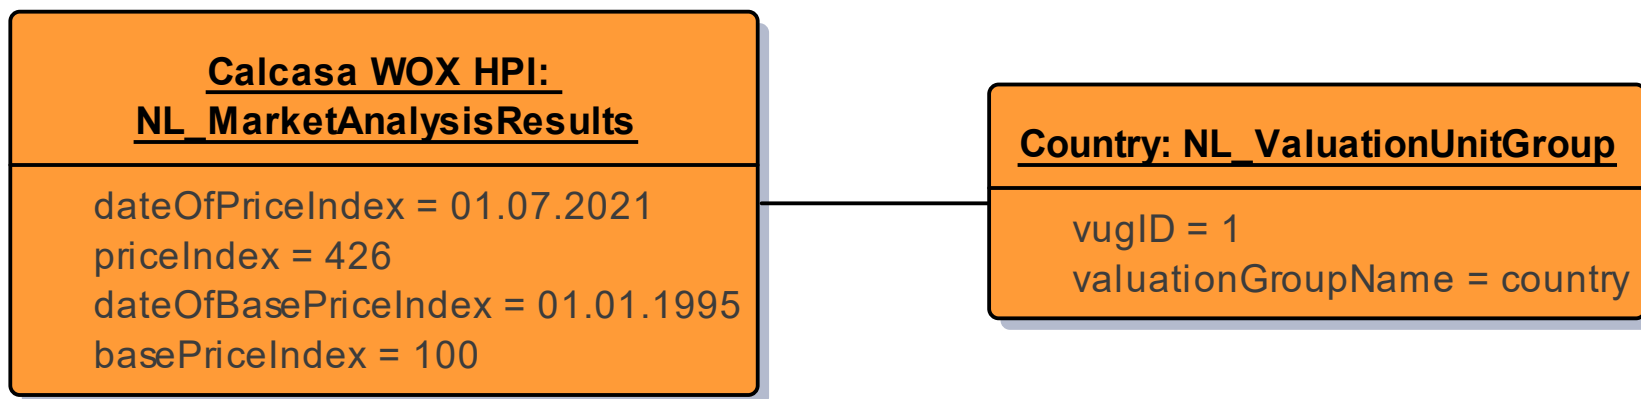 Calcasa WOX HPI:
NL_MarketAnalysisResults
dateOfPriceIndex = 01.07.2021
priceIndex = 426
dateOfBasePriceIndex = 01.01.1995
basePriceIndex = 100
Country: NL_ValuationUnitGroup
vugID = 1
valuationGroupName = country